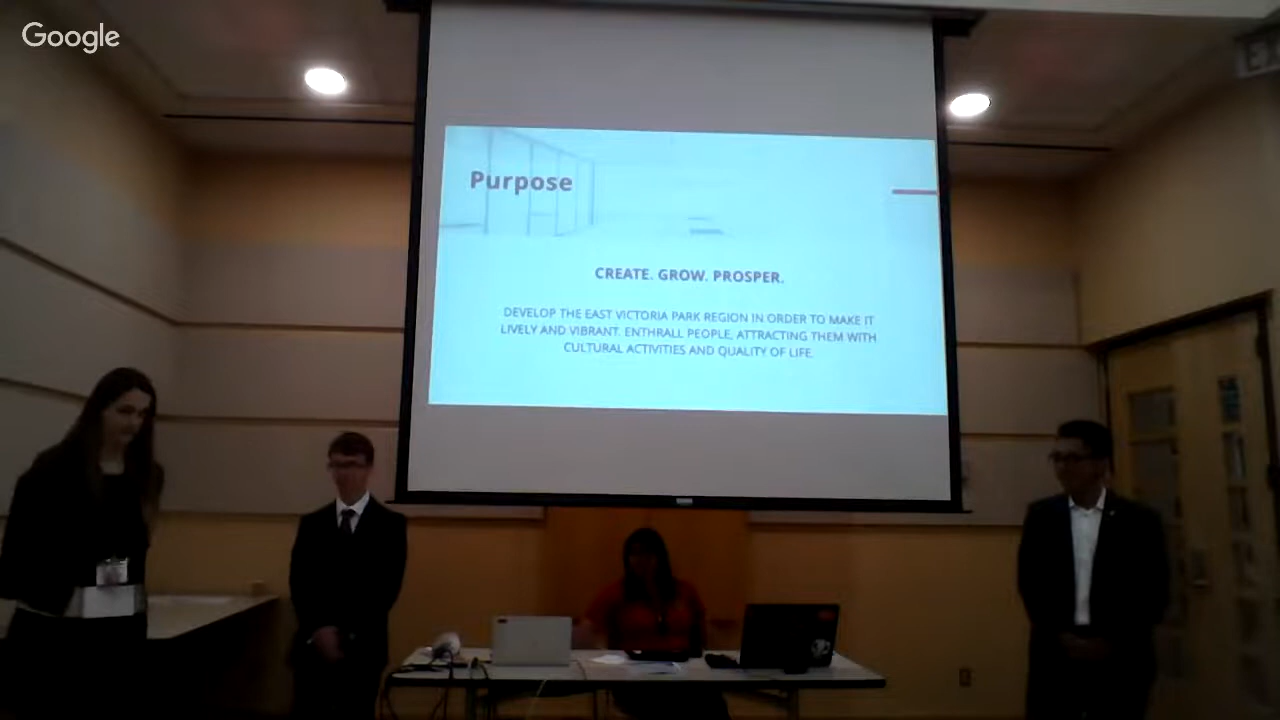 Google
Purpose
CREATE. GROW. PROSPER.
DEVELOP THE EAST VICTORIA PARK REGION IN ORDER TO MAKE IT
LIVELY AND VIBRANT. ENTHRALL PEOPLE, ATTRACTING THEM WITH
CULTURAL ACTIVITIES AND QUALITY OF LIFE.